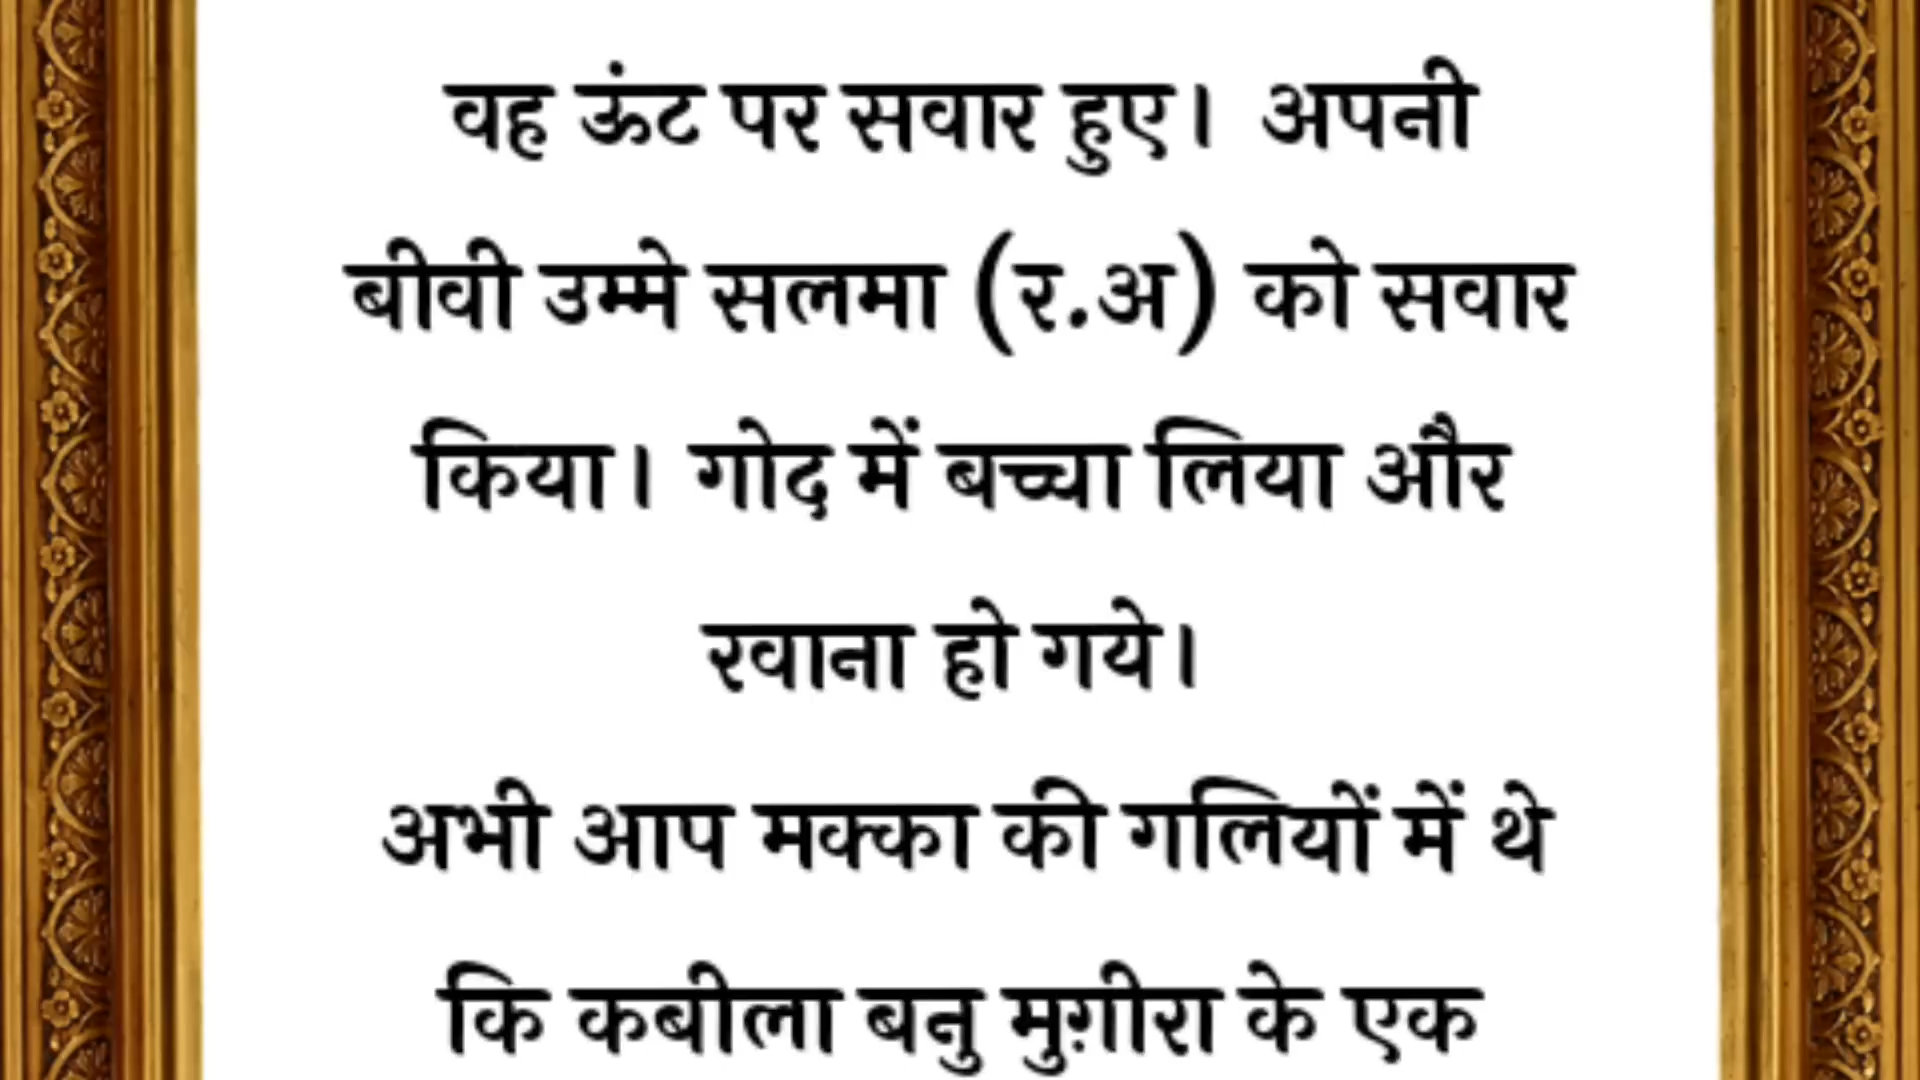 वह ऊंट पर सवार हुए। अपनी
बीवी उम्मे सलमा (र.अ) को सवार
किया। गोद में बच्चा लिया और
रवाना हो गये।
अभी आप मक्का की गलियों में थे
कि कबीला बनु मुग़ीरा के एक